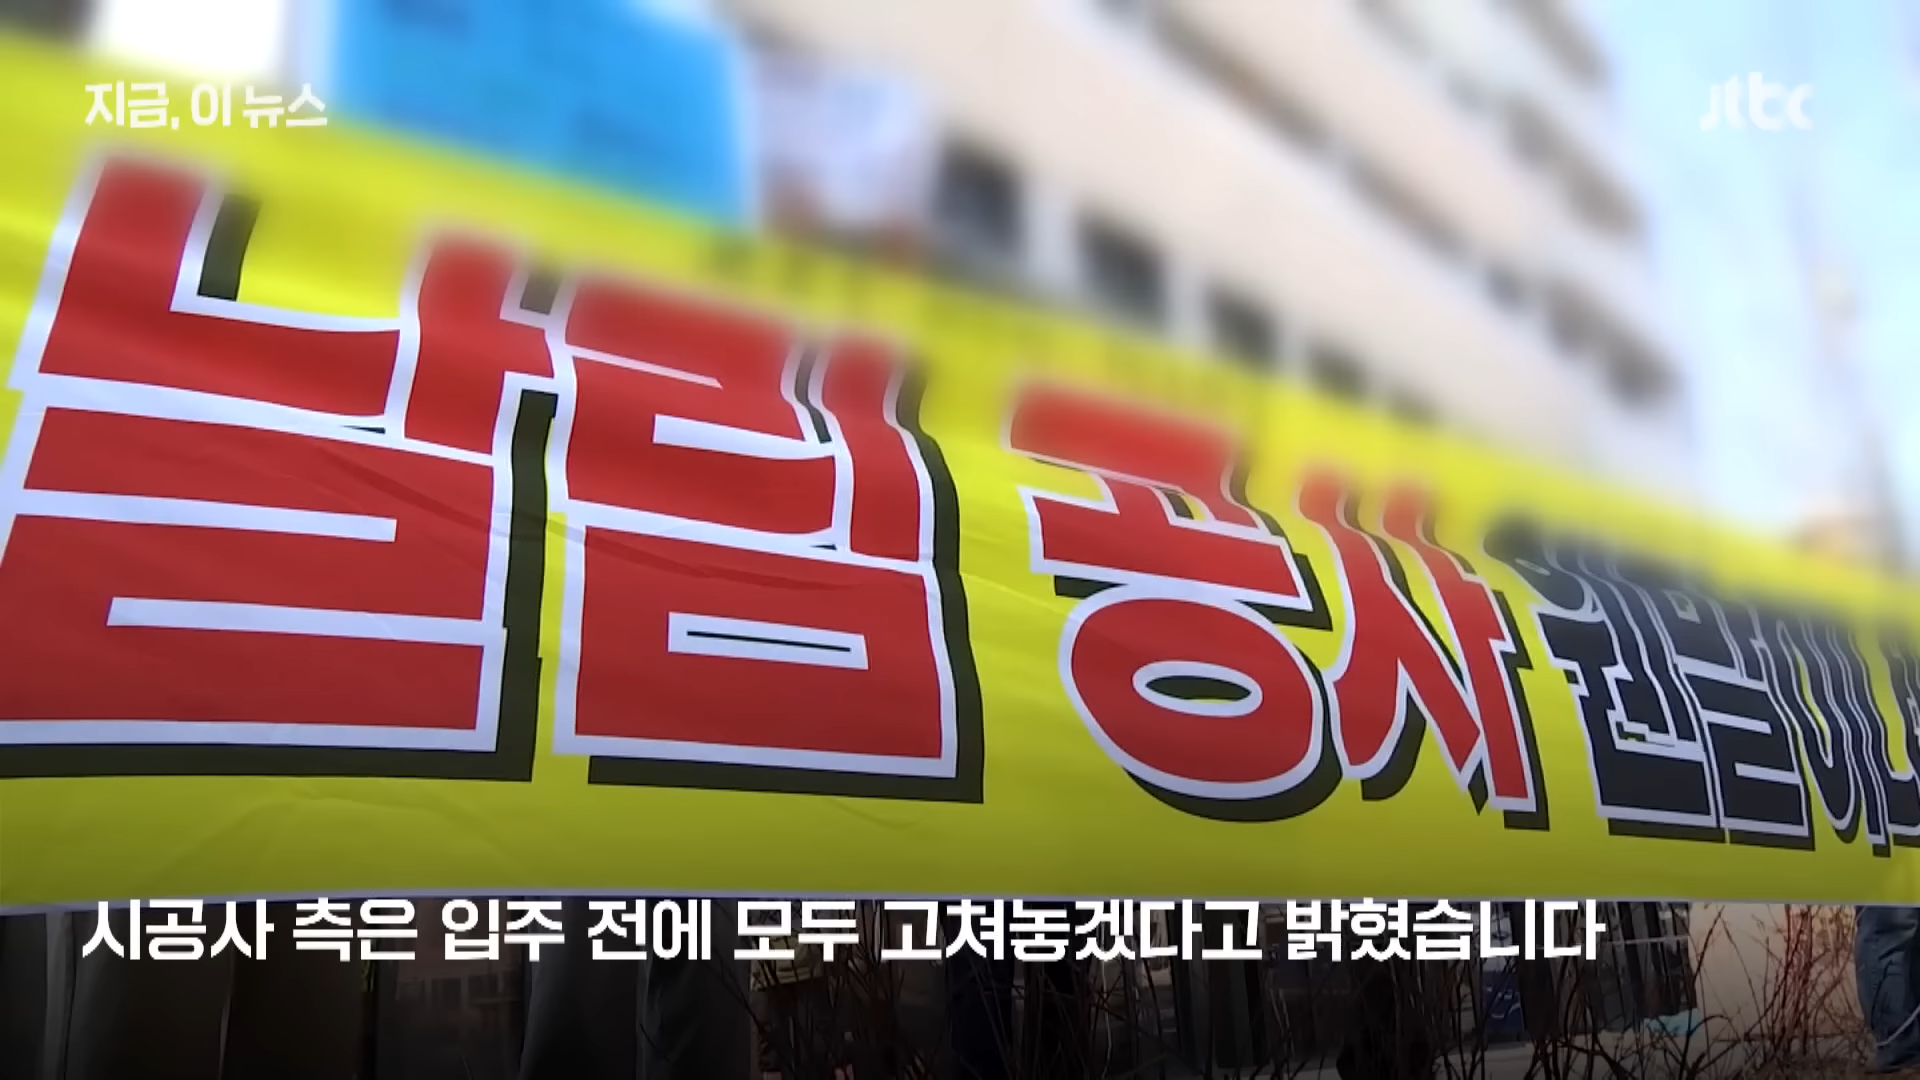 지금, 이 뉴스
jtbc
날림 공사
시공사 측은 입주 전에 모두 고쳐놓겠다고 밝혔습니다